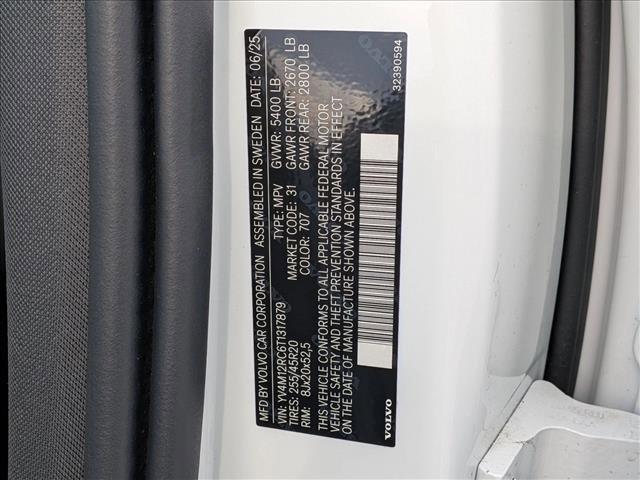 MFD BY VOLVO CAR CORPORATION ASSEMBLED IN SWEDEN DATE: 06/25
VIN: YV4M12RC6T1317879 TYPE: MPV GVWR: 5400 LB
TIRES: 255/45R20 MARKET CODE: 31 GAWR FRONT: 2670 LB
RIM: 8Jx20x52,5 COLOR: 707 GAWR REAR: 2800 LB
THIS VEHICLE CONFORMS TO ALL APPLICABLE FEDERAL MOTOR
VEHICLE SAFETY AND THEFT PREVENTION STANDARDS IN EFFECT
ON THE DATE OF MANUFACTURE SHOWN ABOVE.
VOLVO 32390594